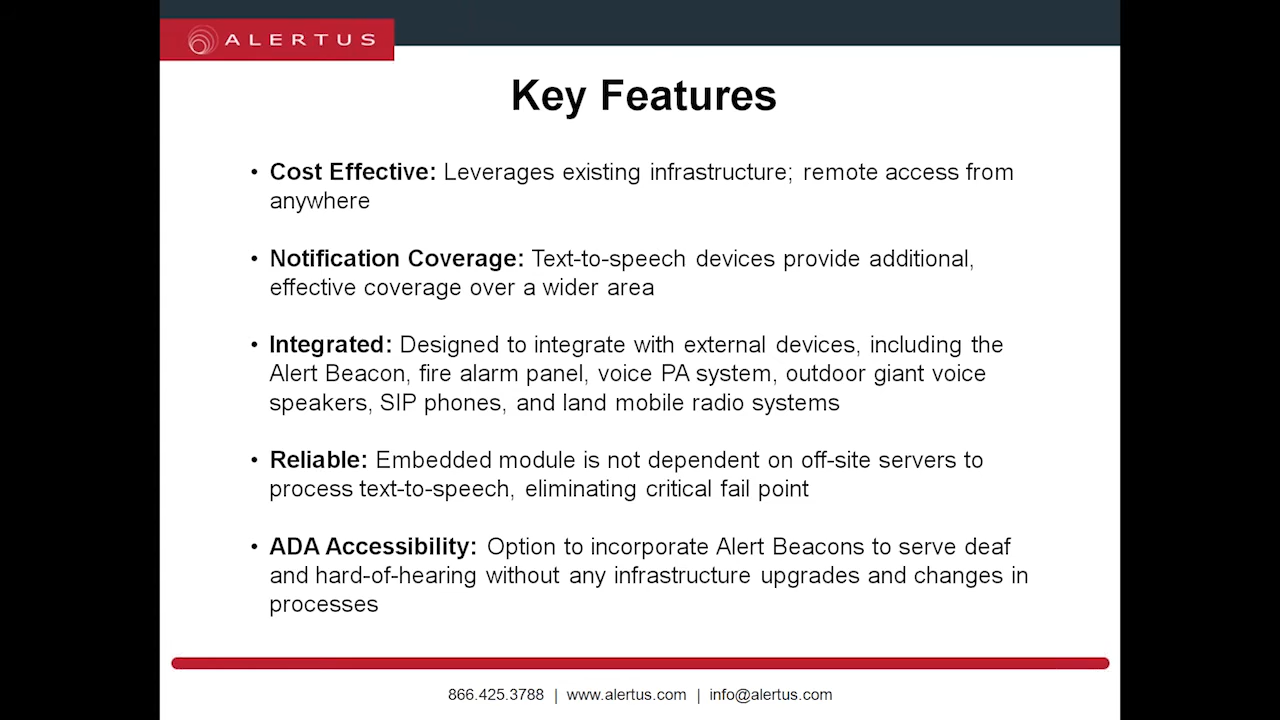 ALERTUS
Key Features
• Cost Effective: Leverages existing infrastructure; remote access from
anywhere
• Notification Coverage: Text-to-speech devices provide additional,
effective coverage over a wider area
• Integrated: Designed to integrate with external devices, including the
Alert Beacon, fire alarm panel, voice PA system, outdoor giant voice
speakers, SIP phones, and land mobile radio systems
• Reliable: Embedded module is not dependent on off-site servers to
process text-to-speech, eliminating critical fail point
• ADA Accessibility: Option to incorporate Alert Beacons to serve deaf
and hard-of-hearing without any infrastructure upgrades and changes in
processes
866.425.3788 | www.alertus.com | info@alertus.com